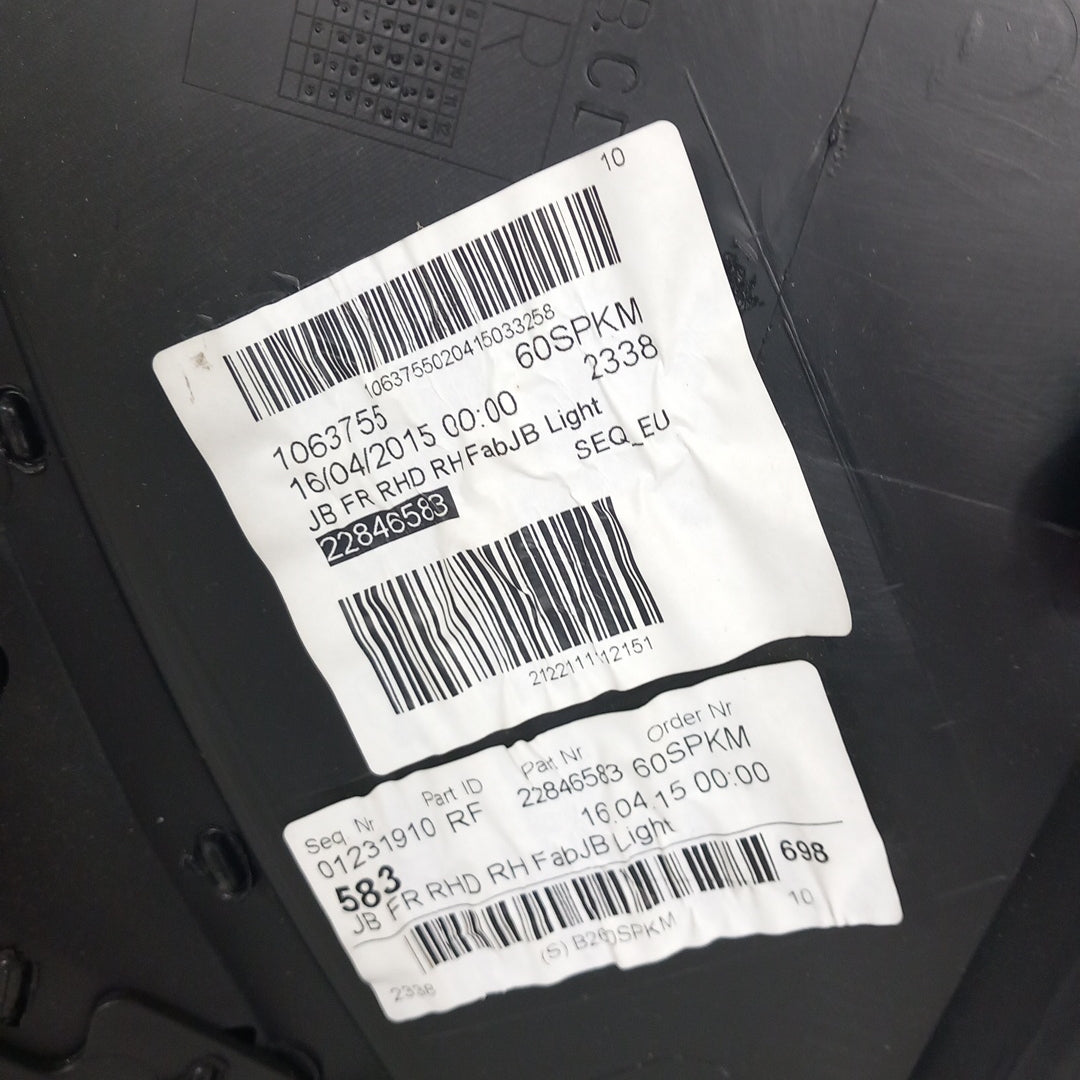 10
1063755020415033258
1063755 60SPKM
16/04/2015 00:00 2338
JB FR RHD RH FabJB Light
22846583 SEQ_EU
2122111112151
Seq Nr Part ID Part Nr Order Nr
01231910 RF 22846583 60SPKM
583 16.04.15 00:00
JB FR RHD RH FabJB Light
698
(S) B260SPKM 10
2338